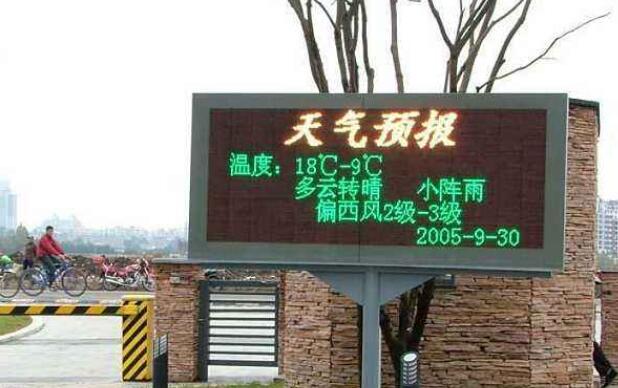 天气预报
温度：18℃-9℃
多云转晴 小阵雨
偏西风2级-3级
2005-9-30